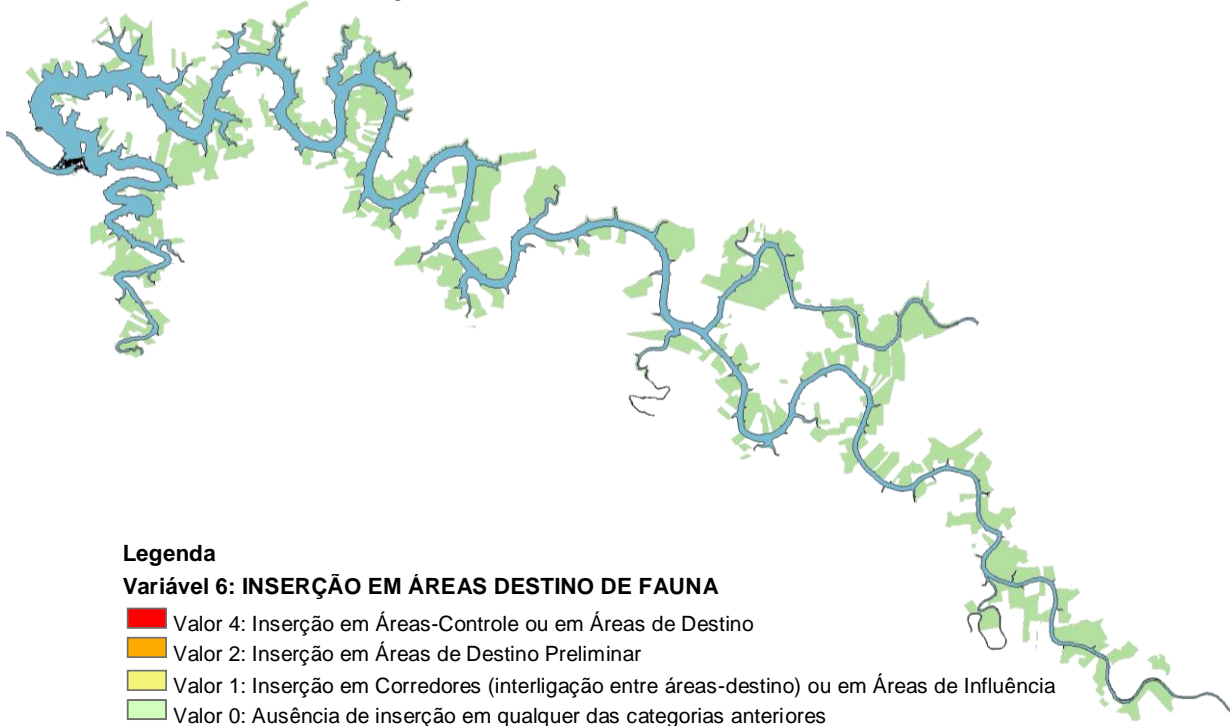 Legenda
Variável 6: INSERÇÃO EM ÁREAS DESTINO DE FAUNA
Valor 4: Inserção em Áreas-Controle ou em Áreas de Destino
Valor 2: Inserção em Áreas de Destino Preliminar
Valor 1: Inserção em Corredores (interligação entre áreas-destino) ou em Áreas de Influência
Valor 0: Ausência de inserção em qualquer das categorias anteriores